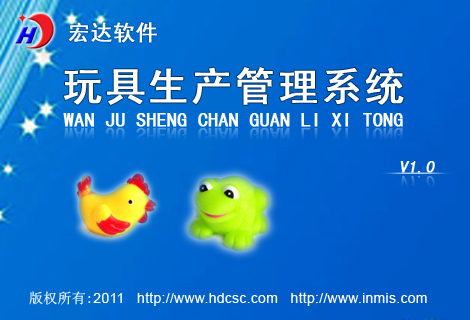 H 宏达软件
玩具生产管理系统
WAN JU SHENG CHAN GUAN LI XI TONG
V1.0
版权所有:2011 http://www.hdcsc.com http://www.inmis.com